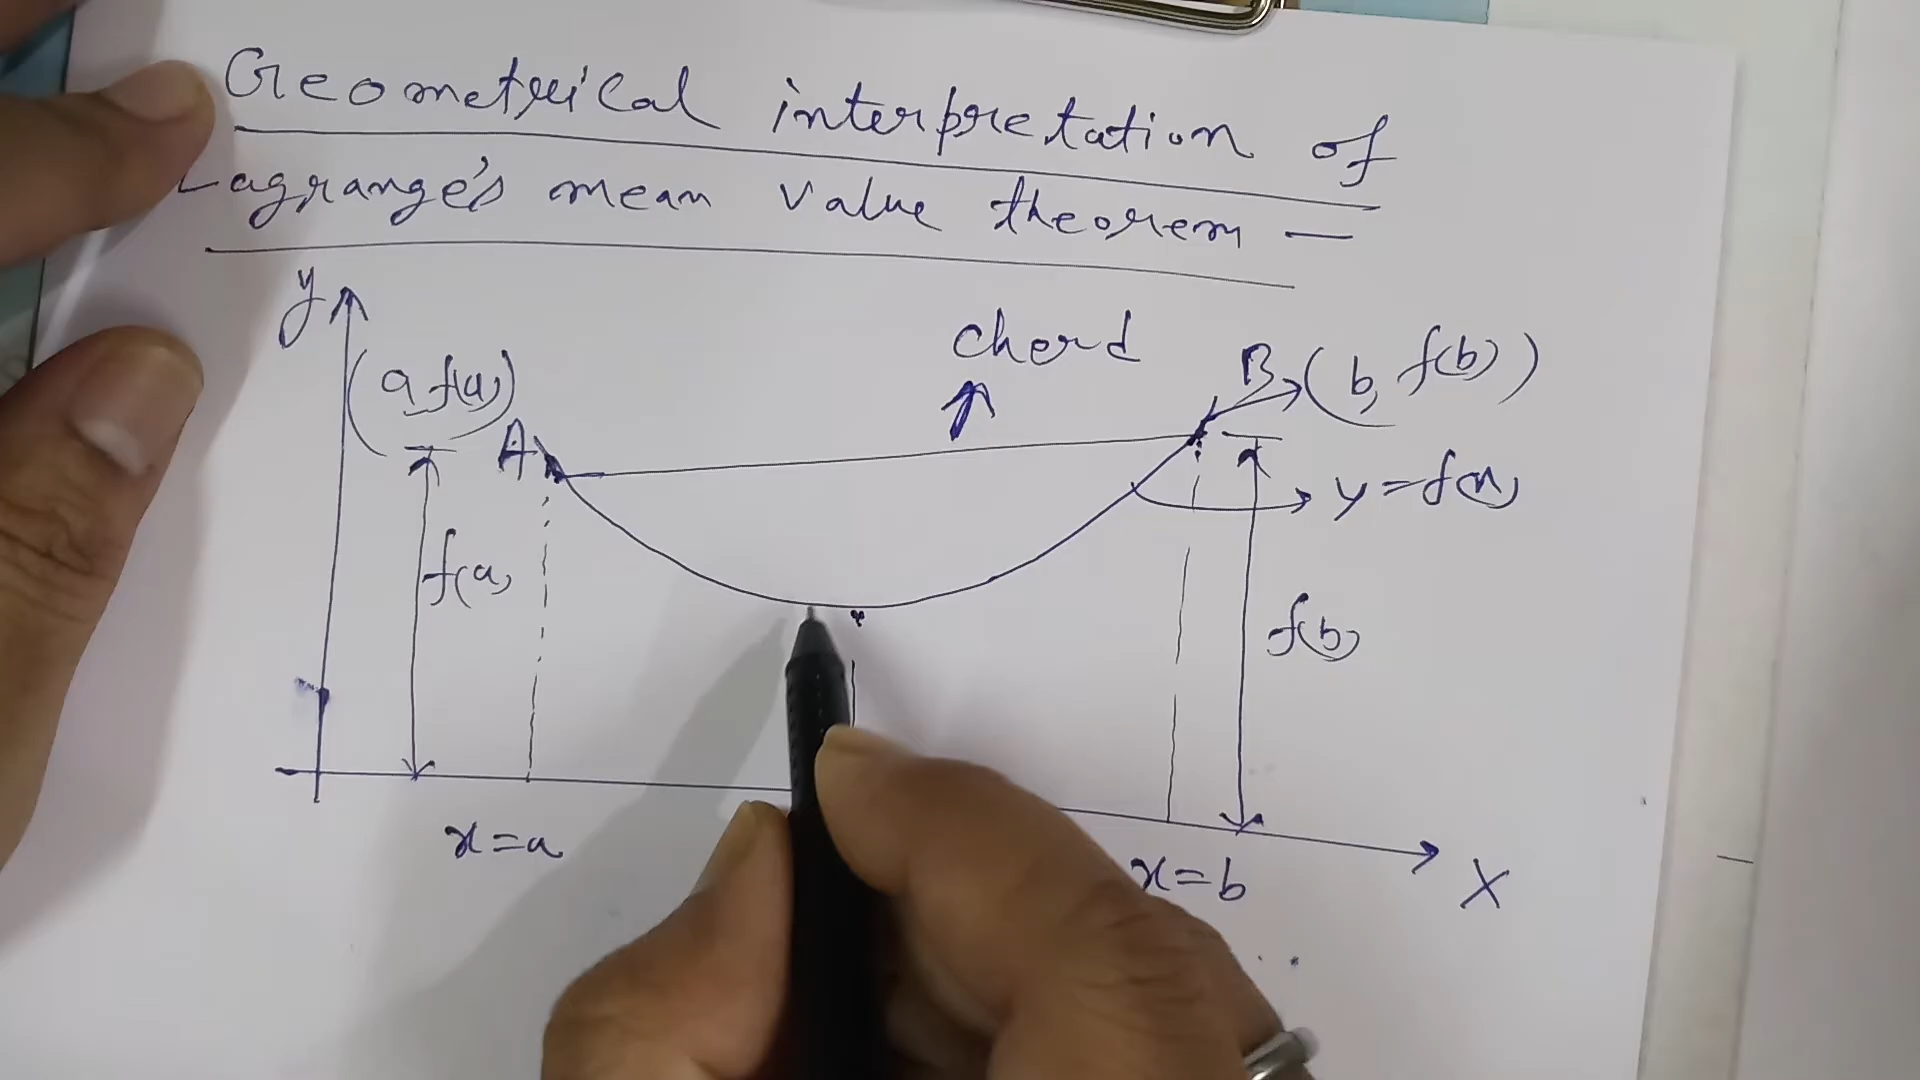 Geometrical interpretation of
Lagrange's mean value theorem —
y
chord
(a, f(a))
B (b, f(b))
A
y = f(x)
f(a)
f(b)
x = a
x = b
X